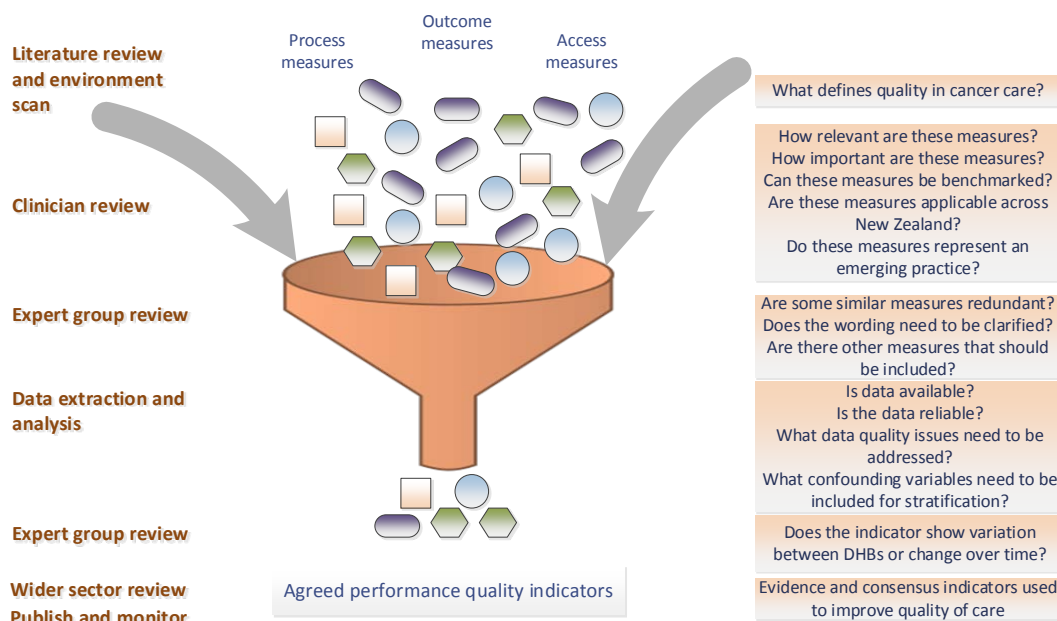 Literature review
and environment
scan
Clinician review
Expert group review
Data extraction and
analysis
Expert group review
Wider sector review
Publish and monitor
Process
measures
Outcome
measures
Access
measures
Agreed performance quality indicators
What defines quality in cancer care?
How relevant are these measures?
How important are these measures?
Can these measures be benchmarked?
Are these measures applicable across
New Zealand?
Do these measures represent an
emerging practice?
Are some similar measures redundant?
Does the wording need to be clarified?
Are there other measures that should
be included?
Is data available?
Is the data reliable?
What data quality issues need to be
addressed?
What confounding variables need to be
included for stratification?
Does the indicator show variation
between DHBs or change over time?
Evidence and consensus indicators used
to improve quality of care